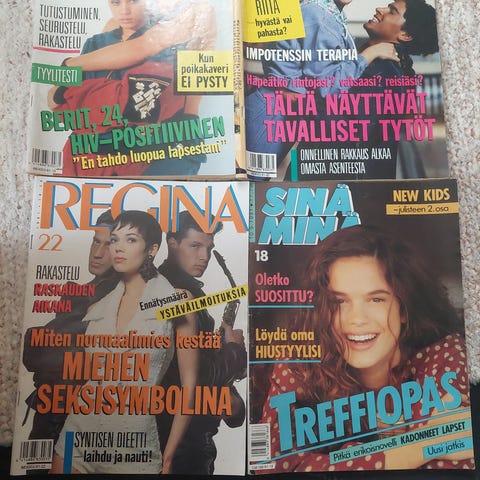 TUTUSTUMINEN,
SEURUSTELU,
RAKASTELU
TYYLITESTI
Kun
poikakaveri
EI PYSTY
BERIT, 24,
HIV-POSITIIVINEN
"En tahdo luopua lapsestani"
RIITA
—hyvästä vai
pahasta?
IMPOTENSSIN TERAPIA
Häpeätkö rintojasi? vatsaasi? reisiäsi?
TÄLTÄ NÄYTTÄVÄT
TAVALLISET TYTÖT
ONNELLINEN RAKKAUS ALKAA
OMASTA ASENTEESTA
REGINA
22
RAKASTELU
RASKAUDEN
AIKANA
Ennätysmäärä
YSTÄVÄILMOITUKSIA
Miten normaalimies kestää
MIEHEN
SEKSISYMBOLINA
SYNTISEN DIEETTI
—laihdu ja nauti!
SINÄ
MINÄ
18
NEW KIDS
—julisteen 2. osa
Oletko
SUOSITTU?
Löydä oma
HIUSTYYLISI
TREFFIOPAS
Pitkä erikoisnovelli KADONNEET LAPSET
Uusi jatkis